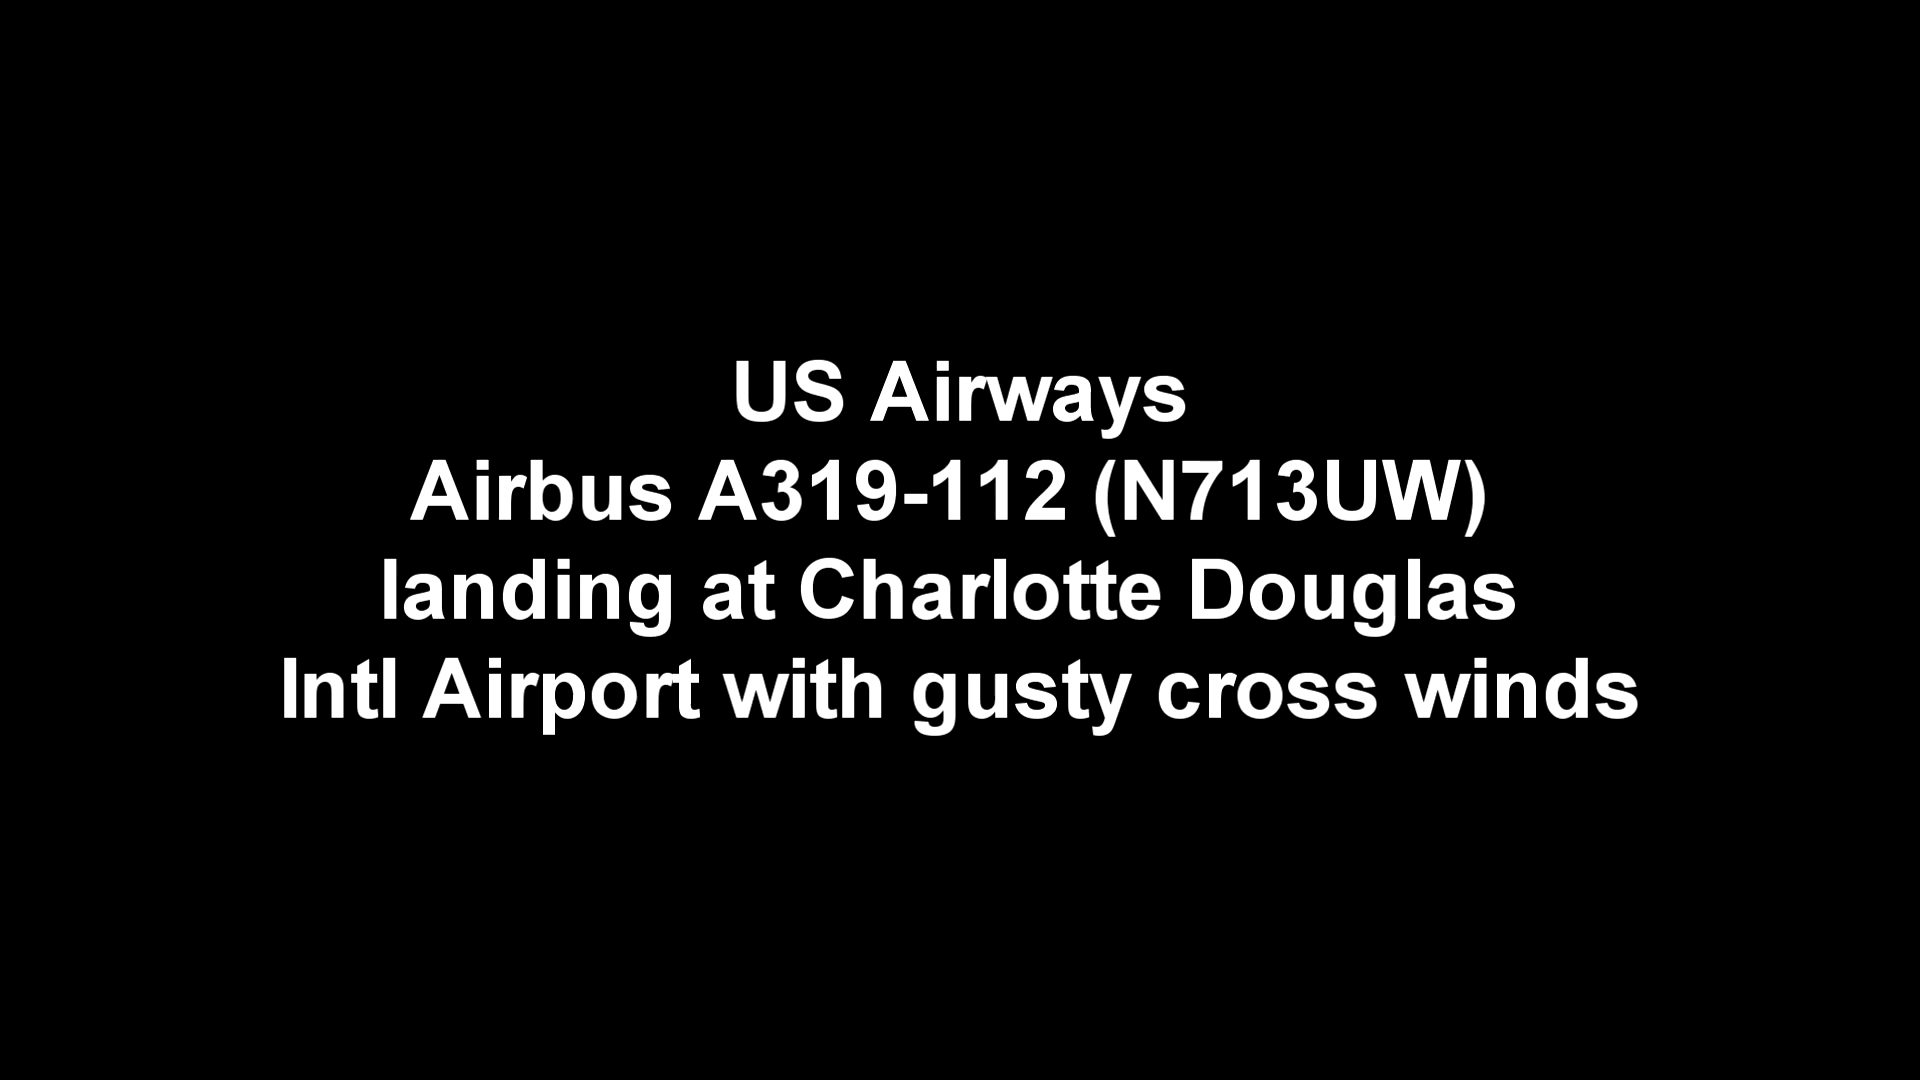 US Airways
Airbus A319-112 (N713UW)
landing at Charlotte Douglas
Intl Airport with gusty cross winds